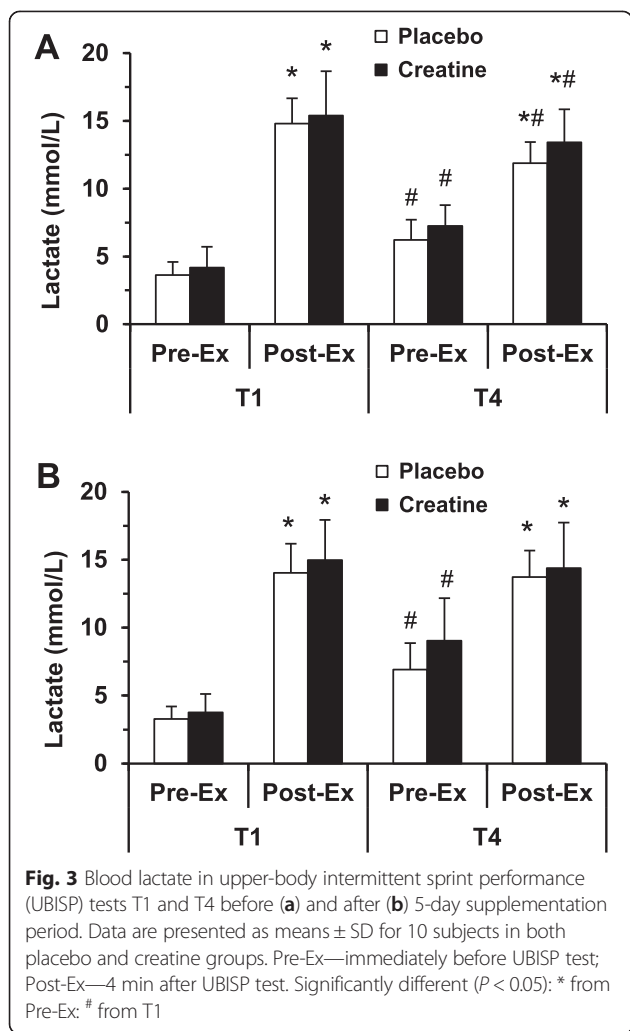 A
Placebo
Creatine
Lactate (mmol/L)
20
15
10
5
0
* * # # *# *#
Pre-Ex Post-Ex Pre-Ex Post-Ex
T1 T4
B
Placebo
Creatine
Lactate (mmol/L)
20
15
10
5
0
* * # # * *
Pre-Ex Post-Ex Pre-Ex Post-Ex
T1 T4
Fig. 3 Blood lactate in upper-body intermittent sprint performance
(UBISP) tests T1 and T4 before (a) and after (b) 5-day supplementation
period. Data are presented as means ± SD for 10 subjects in both
placebo and creatine groups. Pre-Ex—immediately before UBISP test;
Post-Ex—4 min after UBISP test. Significantly different (P < 0.05): * from
Pre-Ex: # from T1